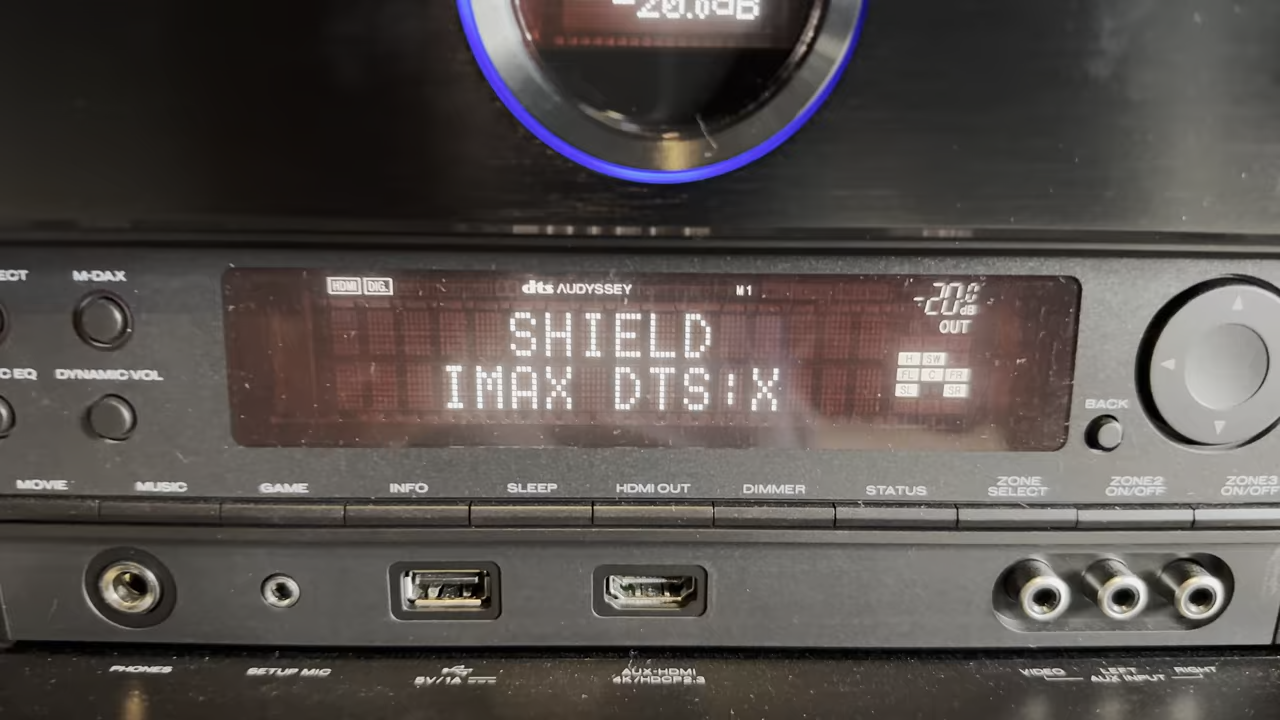 -20.0dB
ECT
M-DAX
C EQ
DYNAMIC VOL
HDMI DIG.
dts AUDYSSEY
M1
-20.0 dB
OUT
SHIELD
IMAX DTS:X
H SW
FL C FR
SL SR
BACK
MOVIE
MUSIC
GAME
INFO
SLEEP
HDMI OUT
DIMMER
STATUS
ZONE
SELECT
ZONE2
ON/OFF
ZONE3
ON/OFF
PHONES
SETUP MIC
5V/1A
AUX-HDMI
4K/HDCP2.3
VIDEO
LEFT
RIGHT
AUX INPUT